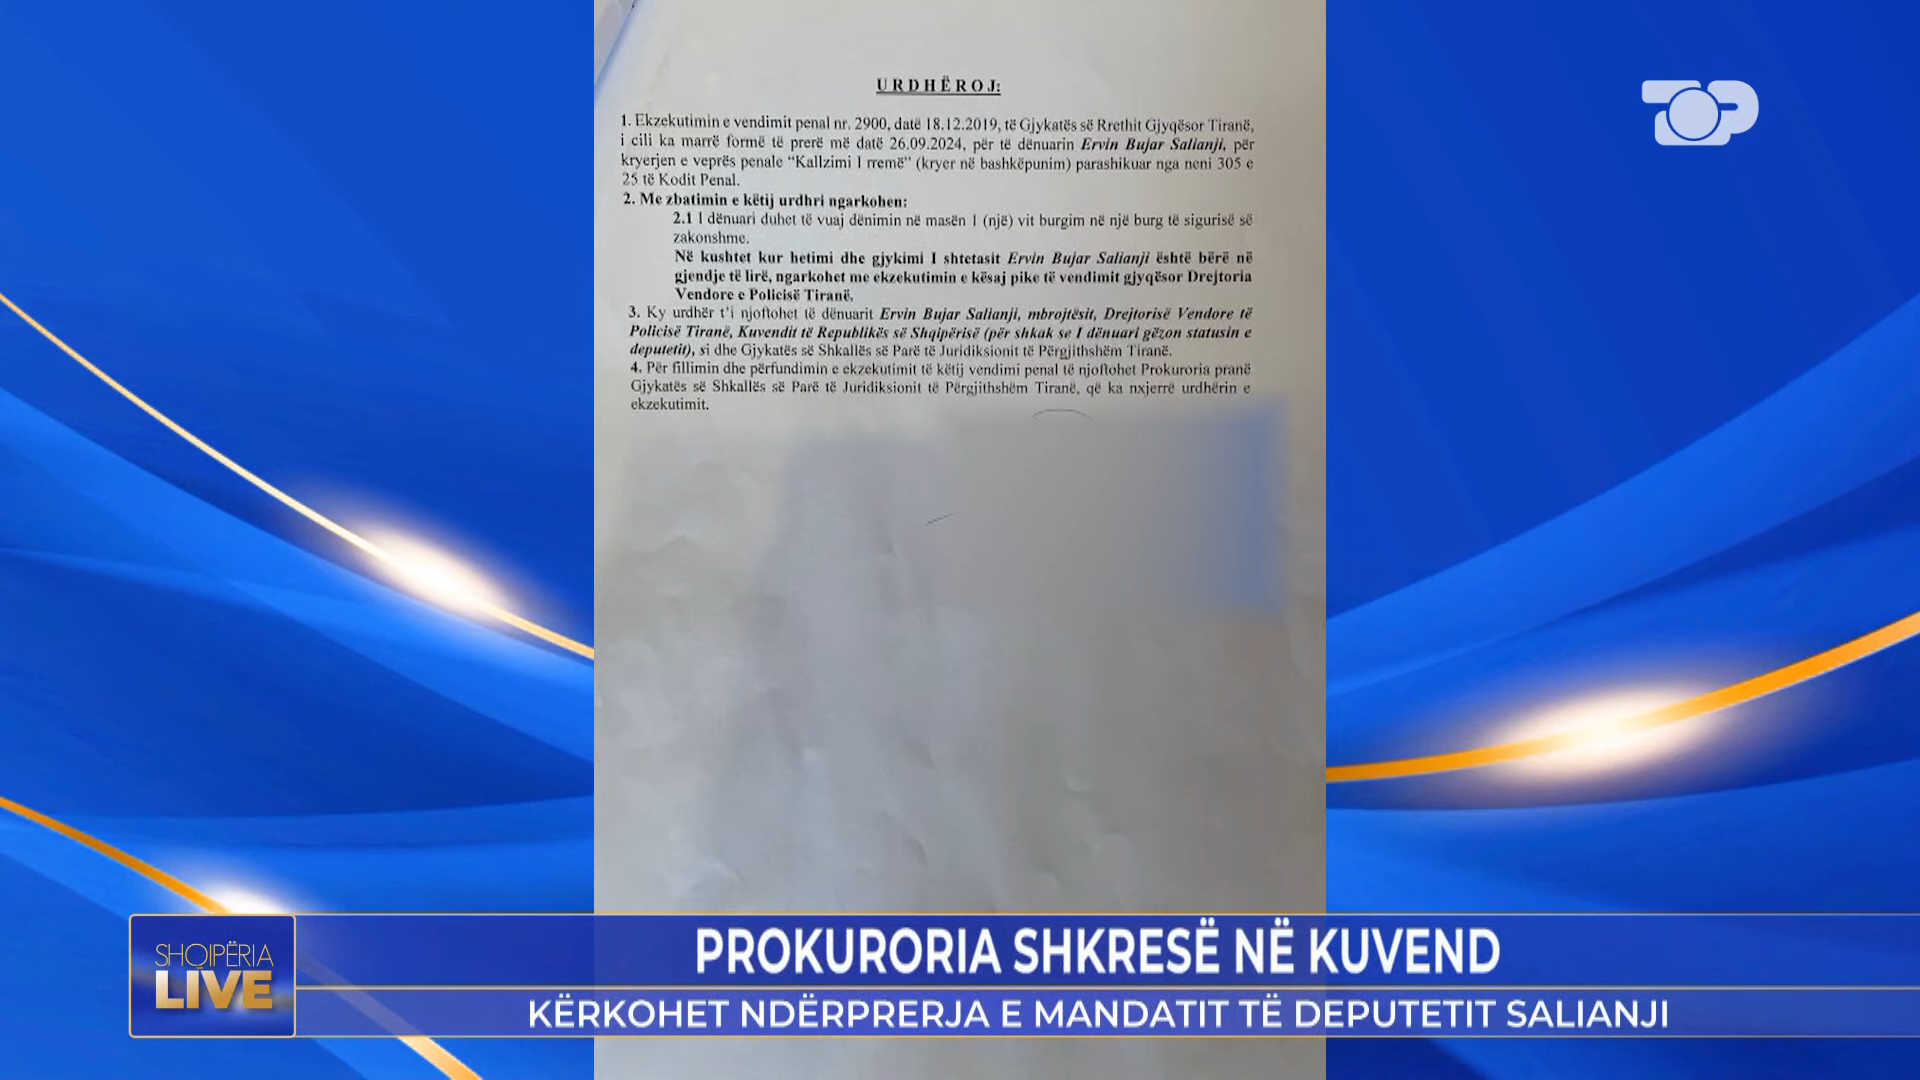 TOP
URDHËROJ:
1. Ekzekutimin e vendimit penal nr. 2900, datë 18.12.2019, të Gjykatës së Rrethit Gjyqësor Tiranë,
i cili ka marrë formë të prerë më datë 26.09.2024, për të dënuarin Ervin Bujar Salianji, për
kryerjen e veprës penale “Kallzimi I rremë” (kryer në bashkëpunim) parashikuar nga neni 305 e
25 të Kodit Penal.
2. Me zbatimin e këtij urdhri ngarkohen:
2.1 I dënuari duhet të vuaj dënimin në masën 1 (një) vit burgim në një burg të sigurisë së
zakonshme.
Në kushtet kur hetimi dhe gjykimi I shtetasit Ervin Bujar Salianji është bërë në
gjendje të lirë, ngarkohet me ekzekutimin e kësaj pike të vendimit gjyqësor Drejtoria
Vendore e Policisë Tiranë.
3. Ky urdhër t’i njoftohet të dënuarit Ervin Bujar Salianji, mbrojtësit, Drejtorisë Vendore të
Policisë Tiranë, Kuvendit të Republikës së Shqipërisë (për shkak se I dënuari gëzon statusin e
deputetit), si dhe Gjykatës së Shkallës së Parë të Juridiksionit të Përgjithshëm Tiranë.
4. Për fillimin dhe përfundimin e ekzekutimit të këtij vendimi penal të njoftohet Prokuroria pranë
Gjykatës së Shkallës së Parë të Juridiksionit të Përgjithshëm Tiranë, që ka nxjerrë urdhërin e
ekzekutimit.
SHQIPËRIA
LIVE
PROKURORIA SHKRESË NË KUVEND
KËRKOHET NDËRPRERJA E MANDATIT TË DEPUTETIT SALIANJI